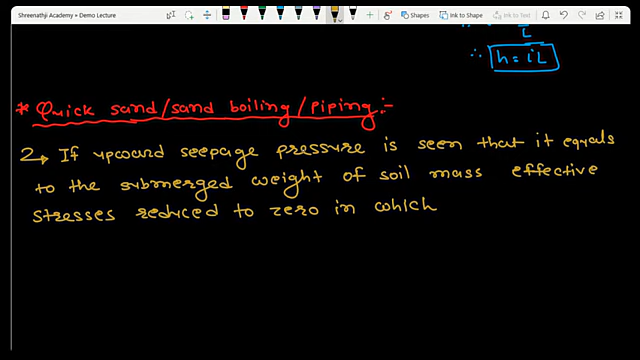 Shreenathji Academy » Demo Lecture
Shapes
Ink to Shape
Ink to Text
L
∴ h = iL
* Quick sand/sand boiling/piping:-
2→ If upward seepage pressure is seen that it equals
to the submerged weight of soil mass effective
stresses reduced to zero in which